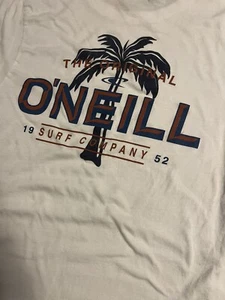 THE ORIGINAL
O'NEILL
19 SURF COMPANY 52